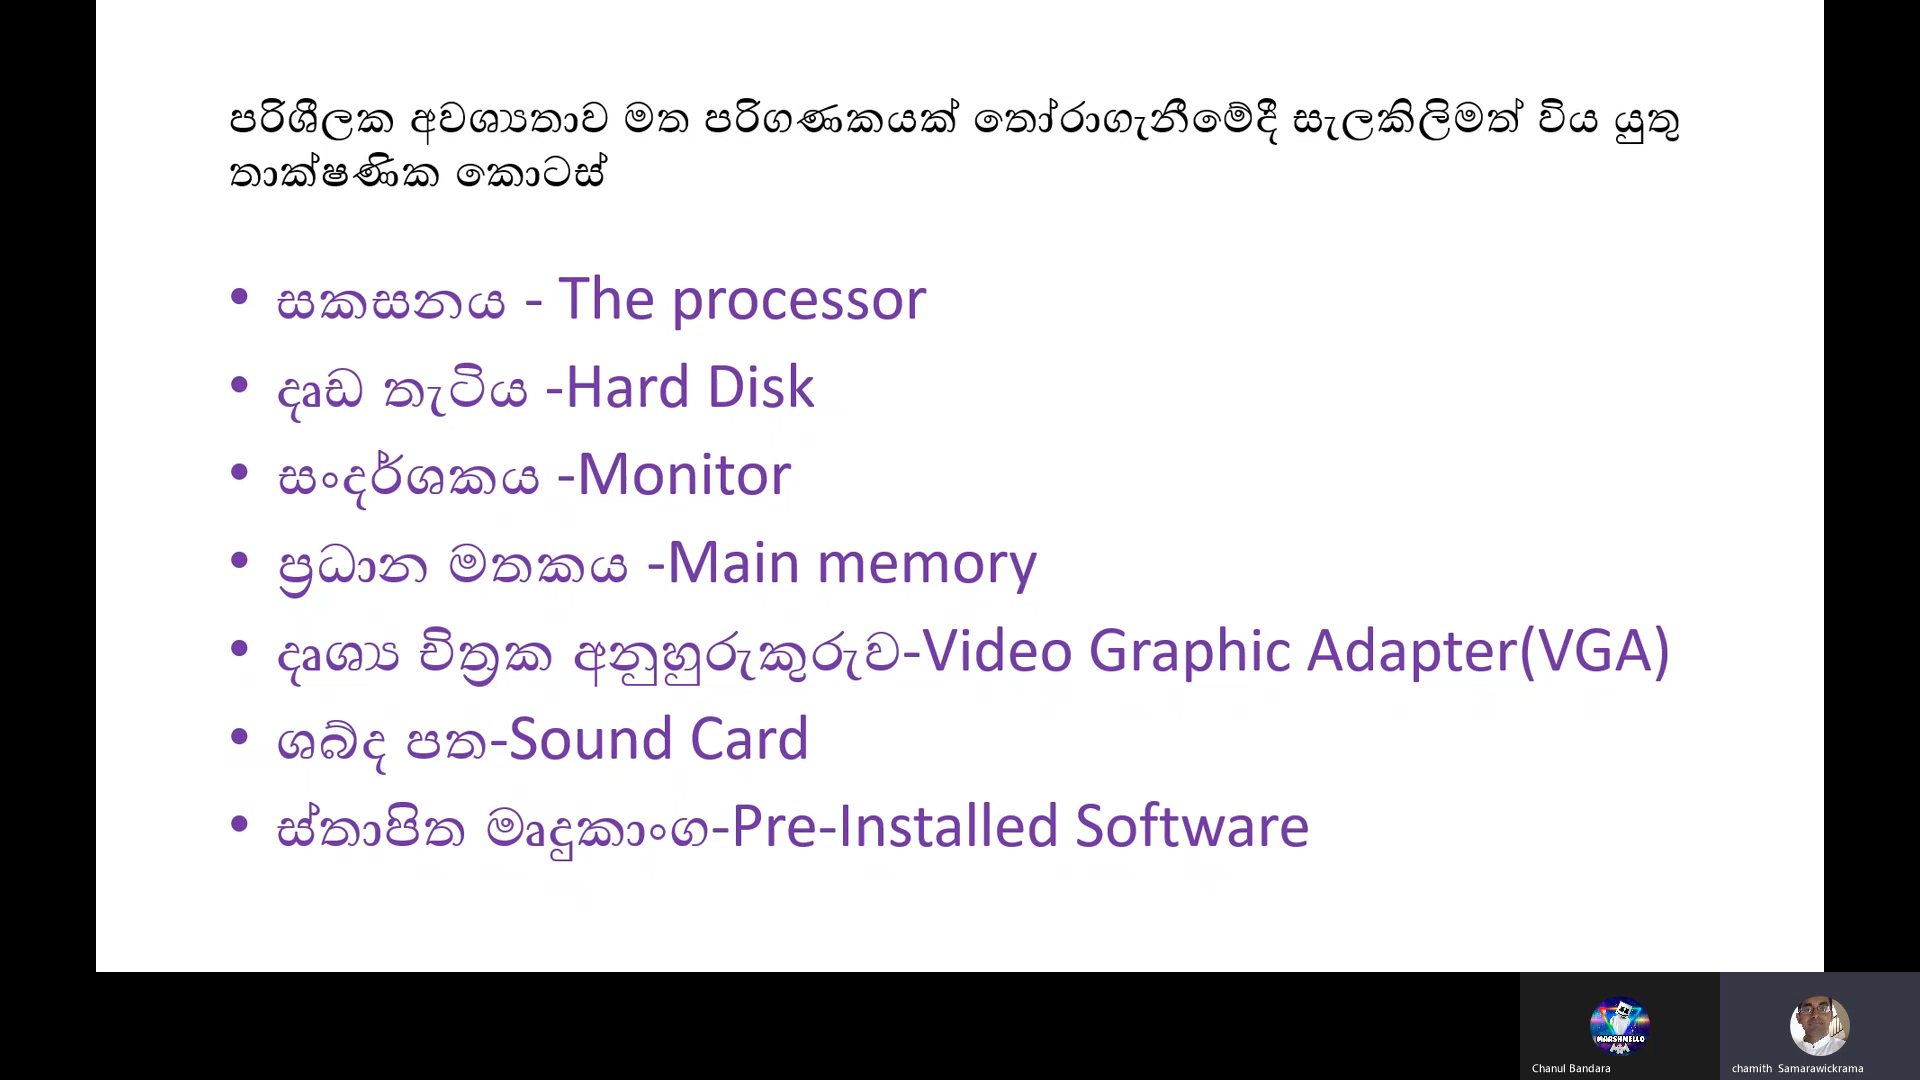 පරිශීලක අවශ්‍යතාව මත පරිගණකයක් තෝරාගැනීමේදී සැලකිලිමත් විය යුතු
තාක්ෂණික කොටස්
• සකසනය - The processor
• දෘඩ තැටිය -Hard Disk
• සංදර්ශකය -Monitor
• ප්‍රධාන මතකය -Main memory
• දෘශ්‍ය චිත්‍රක අනුහුරුකුරුව-Video Graphic Adapter(VGA)
• ශබ්ද පත-Sound Card
• ස්තාපිත මෘදුකාංග-Pre-Installed Software
MARSHMELLO
Chanul Bandara
chamith Samarawickrama